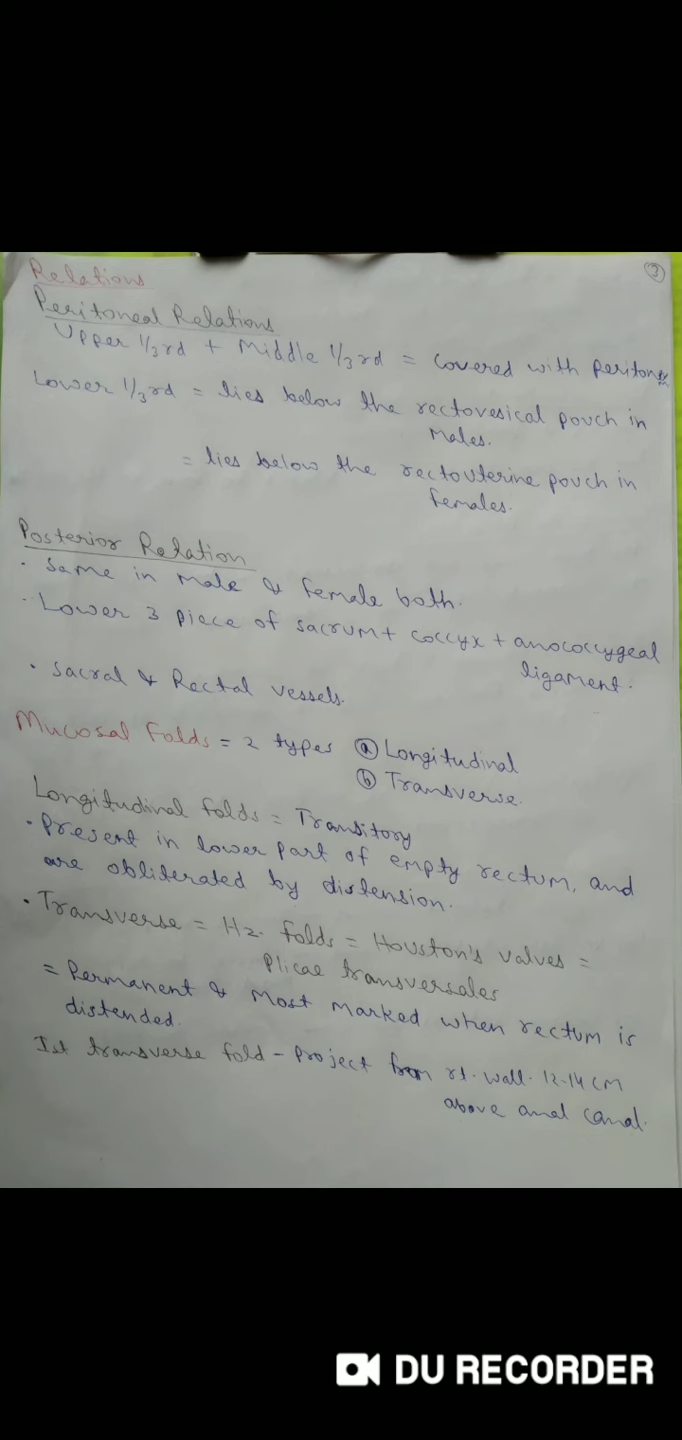 3
Relations
Peritoneal Relations
Upper 1/3rd + Middle 1/3rd = covered with
Lower 1/3rd = lies below the rectovesical pouch in
Males.
= lies below the rectouterine pouch in
females.
Posterior Relation
· Same in male & female both.
· Lower 3 piece of sacrum + coccyx + anococcygeal
ligament.
· Sacral & Rectal vessels.
Mucosal Folds = 2 types (a) Longitudinal
(b) Transverse.
Longitudinal folds = Transitory
· Present in lower part of empty rectum, and
are obliterated by distension.
· Transverse = Hz. folds = Houston's valves =
Plicae transversales
= Permanent & Most marked when rectum is
distended.
Ist transverse fold - Project from rt. wall. 12-14 CM
above anal canal.
DU RECORDER